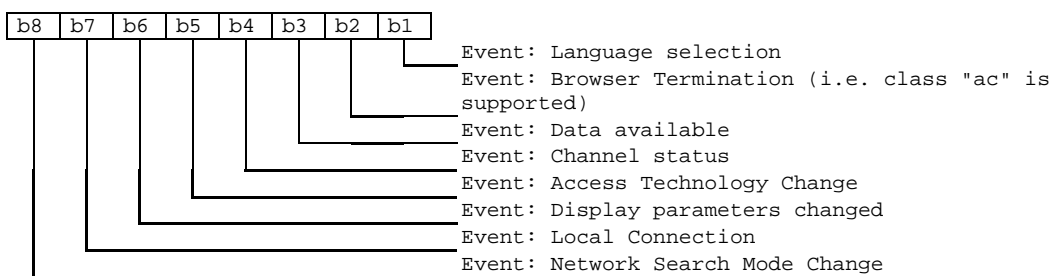 b8 b7 b6 b5 b4 b3 b2 b1
Event: Language selection
Event: Browser Termination (i.e. class "ac" is
supported)
Event: Data available
Event: Channel status
Event: Access Technology Change
Event: Display parameters changed
Event: Local Connection
Event: Network Search Mode Change